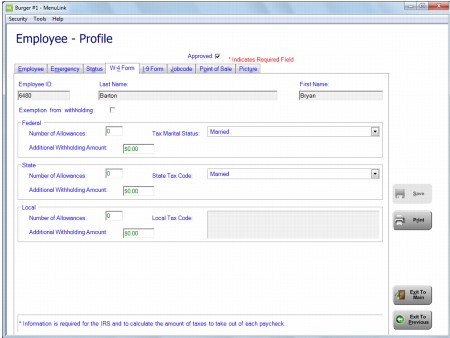 Burger #1 - MenuLink
Security Tools Help
Employee - Profile
Approved
* Indicates Required Field
Employee Emergency Status W-4 Form I-9 Form Jobcode Point of Sale Picture
Employee ID: Last Name: First Name:
6480 Barton Bryan
Exemption from withholding:
Federal
Number of Allowances: 0 Tax Marital Status: Married
Additional Withholding Amount: $0.00
State
Number of Allowances: 0 State Tax Code: Married
Additional Withholding Amount: $0.00
Save
Local
Number of Allowances: 0 Local Tax Code:
Print
Additional Withholding Amount: $0.00
Exit To Main
Exit To Previous
* Information is required for the IRS and to calculate the amount of taxes to take out of each paycheck.